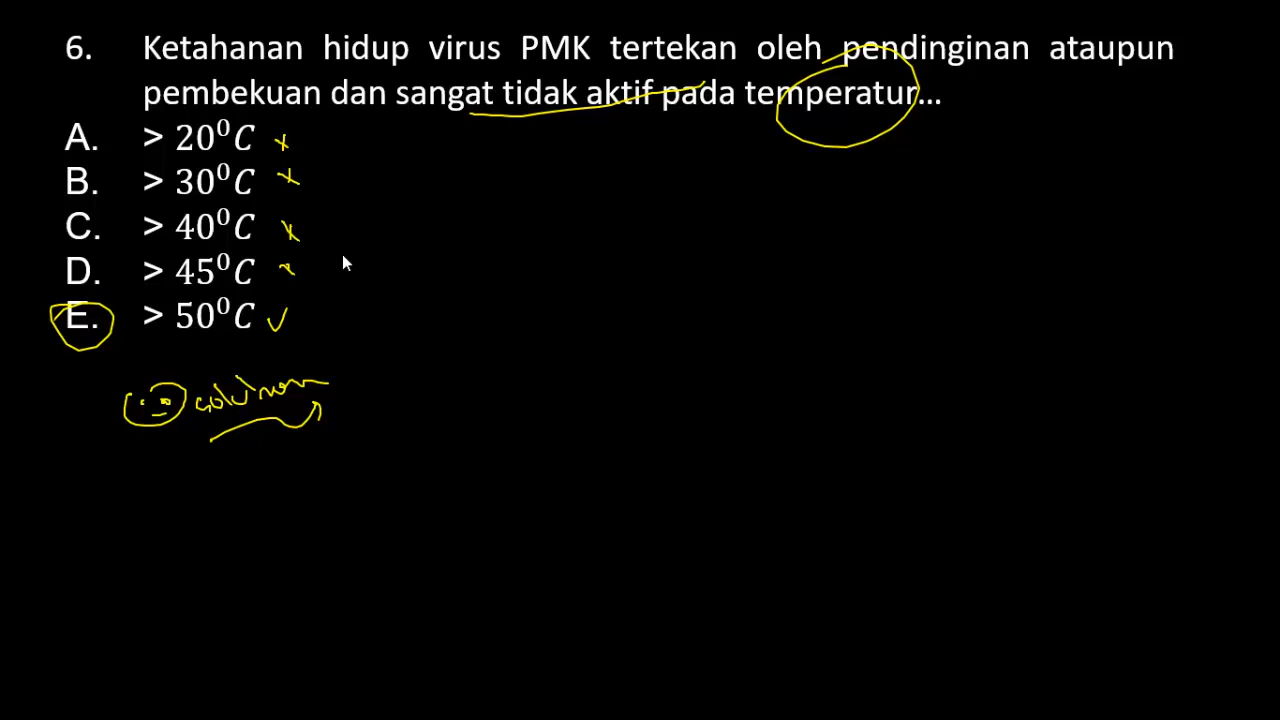 6. Ketahanan hidup virus PMK tertekan oleh pendinginan ataupun
pembekuan dan sangat tidak aktif pada temperatur...
A. > 20⁰C
B. > 30⁰C
C. > 40⁰C
D. > 45⁰C
E. > 50⁰C